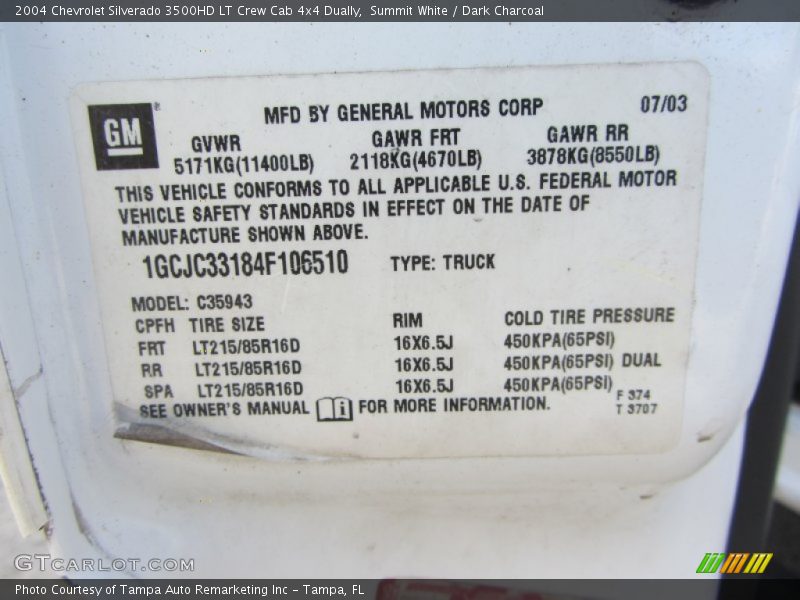 2004 Chevrolet Silverado 3500HD LT Crew Cab 4x4 Dually, Summit White / Dark Charcoal
GM ® MFD BY GENERAL MOTORS CORP 07/03
GVWR GAWR FRT GAWR RR
5171KG(11400LB) 2118KG(4670LB) 3878KG(8550LB)
THIS VEHICLE CONFORMS TO ALL APPLICABLE U.S. FEDERAL MOTOR
VEHICLE SAFETY STANDARDS IN EFFECT ON THE DATE OF
MANUFACTURE SHOWN ABOVE.
1GCJC33184F106510 TYPE: TRUCK
MODEL: C35943
CPFH TIRE SIZE RIM COLD TIRE PRESSURE
FRT LT215/85R16D 16X6.5J 450KPA(65PSI)
RR LT215/85R16D 16X6.5J 450KPA(65PSI) DUAL
SPA LT215/85R16D 16X6.5J 450KPA(65PSI)
SEE OWNER'S MANUAL i FOR MORE INFORMATION.
F 374
T 3707
GTCarLot.com
Photo Courtesy of Tampa Auto Remarketing Inc – Tampa, FL